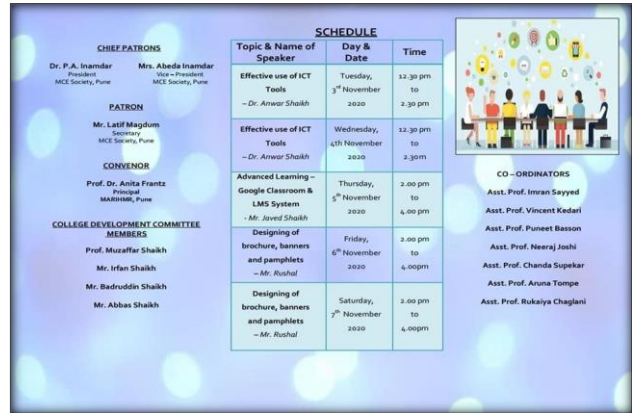 CHIEF PATRONS
Dr. P.A. Inamdar
President
MCE Society, Pune
Mrs. Abeda Inamdar
Vice – President
MCE Society, Pune
PATRON
Mr. Latif Magdum
Secretary
MCE Society, Pune
CONVENOR
Prof. Dr. Anita Frantz
Principal
MARIHMR, Pune
COLLEGE DEVELOPMENT COMMITTEE
MEMBERS
Prof. Muzaffar Shaikh
Mr. Irfan Shaikh
Mr. Badruddin Shaikh
Mr. Abbas Shaikh
SCHEDULE
Topic & Name of
Speaker
Day &
Date
Time
Effective use of ICT
Tools
– Dr. Anwar Shaikh
Tuesday,
3rd November
2020
12.30 pm
to
2.30 pm
Effective use of ICT
Tools
– Dr. Anwar Shaikh
Wednesday,
4th November
2020
12.30 pm
to
2.30m
Advanced Learning –
Google Classroom &
LMS System
- Mr. Javed Shaikh
Thursday,
5th November
2020
2.00 pm
to
4.00 pm
Designing of
brochure, banners
and pamphlets
– Mr. Rushal
Friday,
6th November
2020
2.00 pm
to
4.00pm
Designing of
brochure, banners
and pamphlets
– Mr. Rushal
Saturday,
7th November
2020
2.00 pm
to
4.00pm
CO – ORDINATORS
Asst. Prof. Imran Sayyed
Asst. Prof. Vincent Kedari
Asst. Prof. Puneet Basson
Asst. Prof. Neeraj Joshi
Asst. Prof. Chanda Supekar
Asst. Prof. Aruna Tompe
Asst. Prof. Rukaiya Chaglani